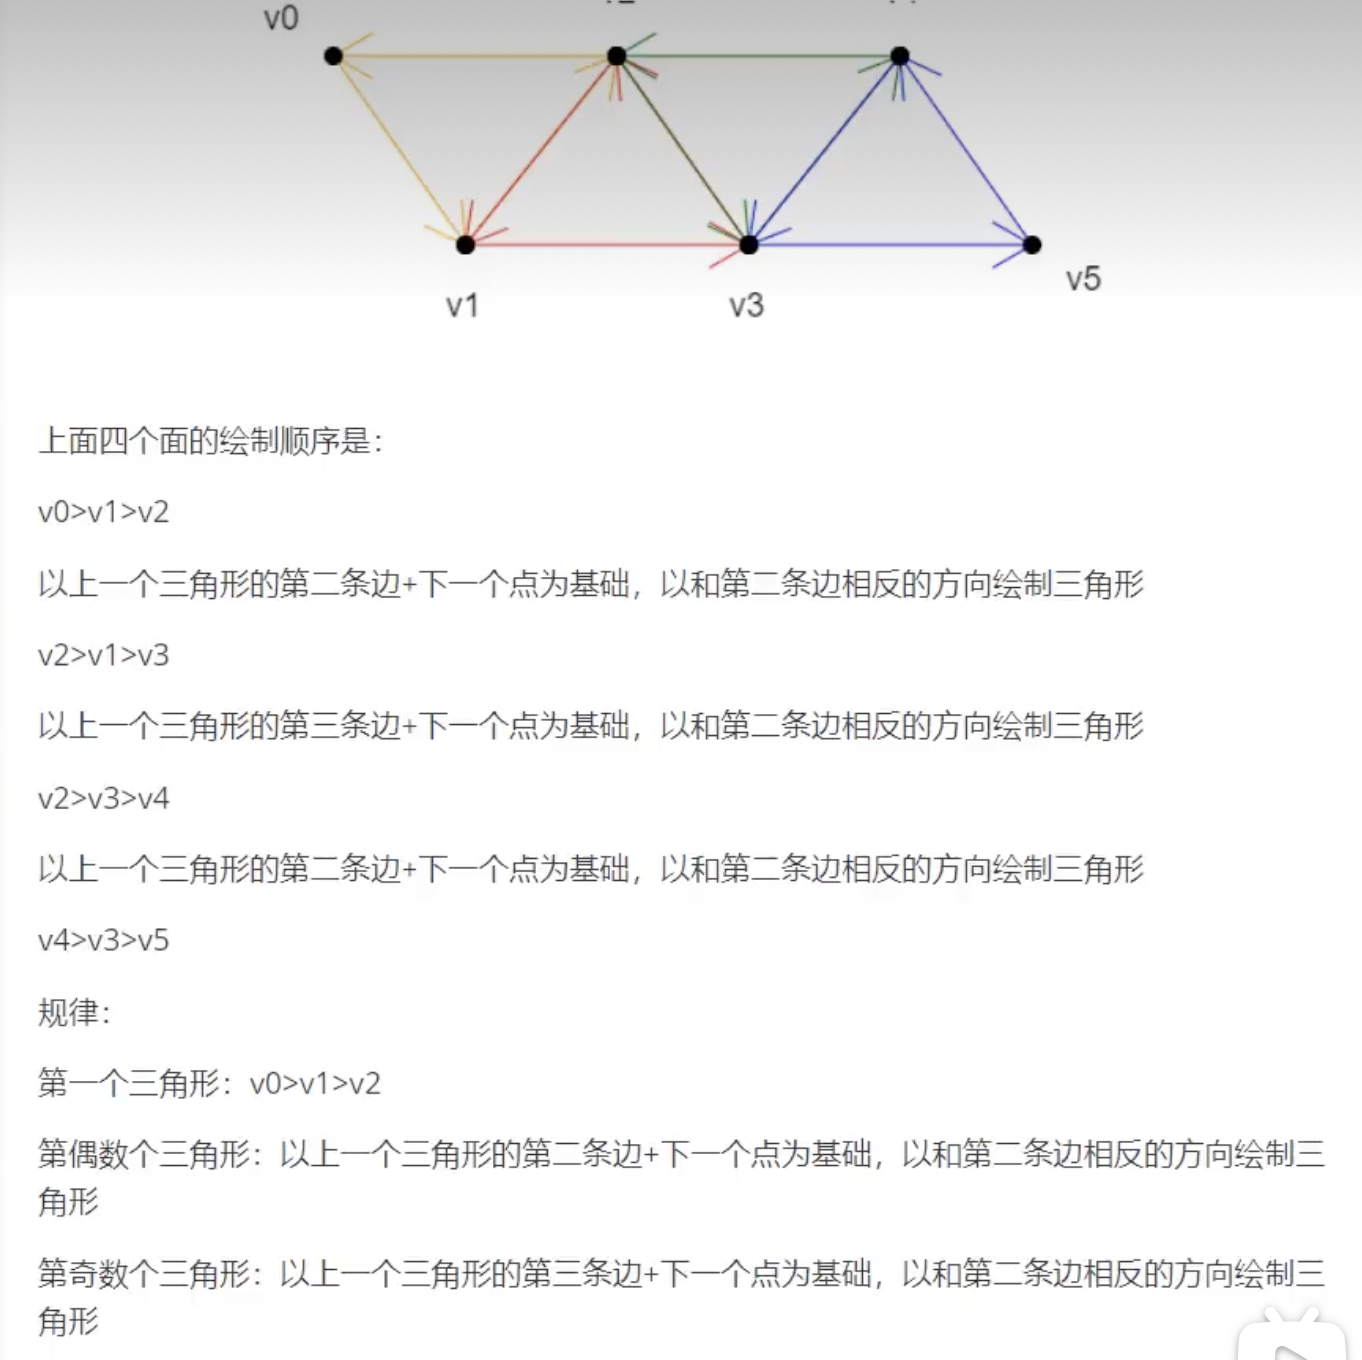 v0
v1
v3
v5
上面四个面的绘制顺序是：
v0>v1>v2
以上一个三角形的第二条边+下一个点为基础，以和第二条边相反的方向绘制三角形
v2>v1>v3
以上一个三角形的第三条边+下一个点为基础，以和第二条边相反的方向绘制三角形
v2>v3>v4
以上一个三角形的第二条边+下一个点为基础，以和第二条边相反的方向绘制三角形
v4>v3>v5
规律：
第一个三角形：v0>v1>v2
第偶数个三角形：以上一个三角形的第二条边+下一个点为基础，以和第二条边相反的方向绘制三
角形
第奇数个三角形：以上一个三角形的第三条边+下一个点为基础，以和第二条边相反的方向绘制三
角形